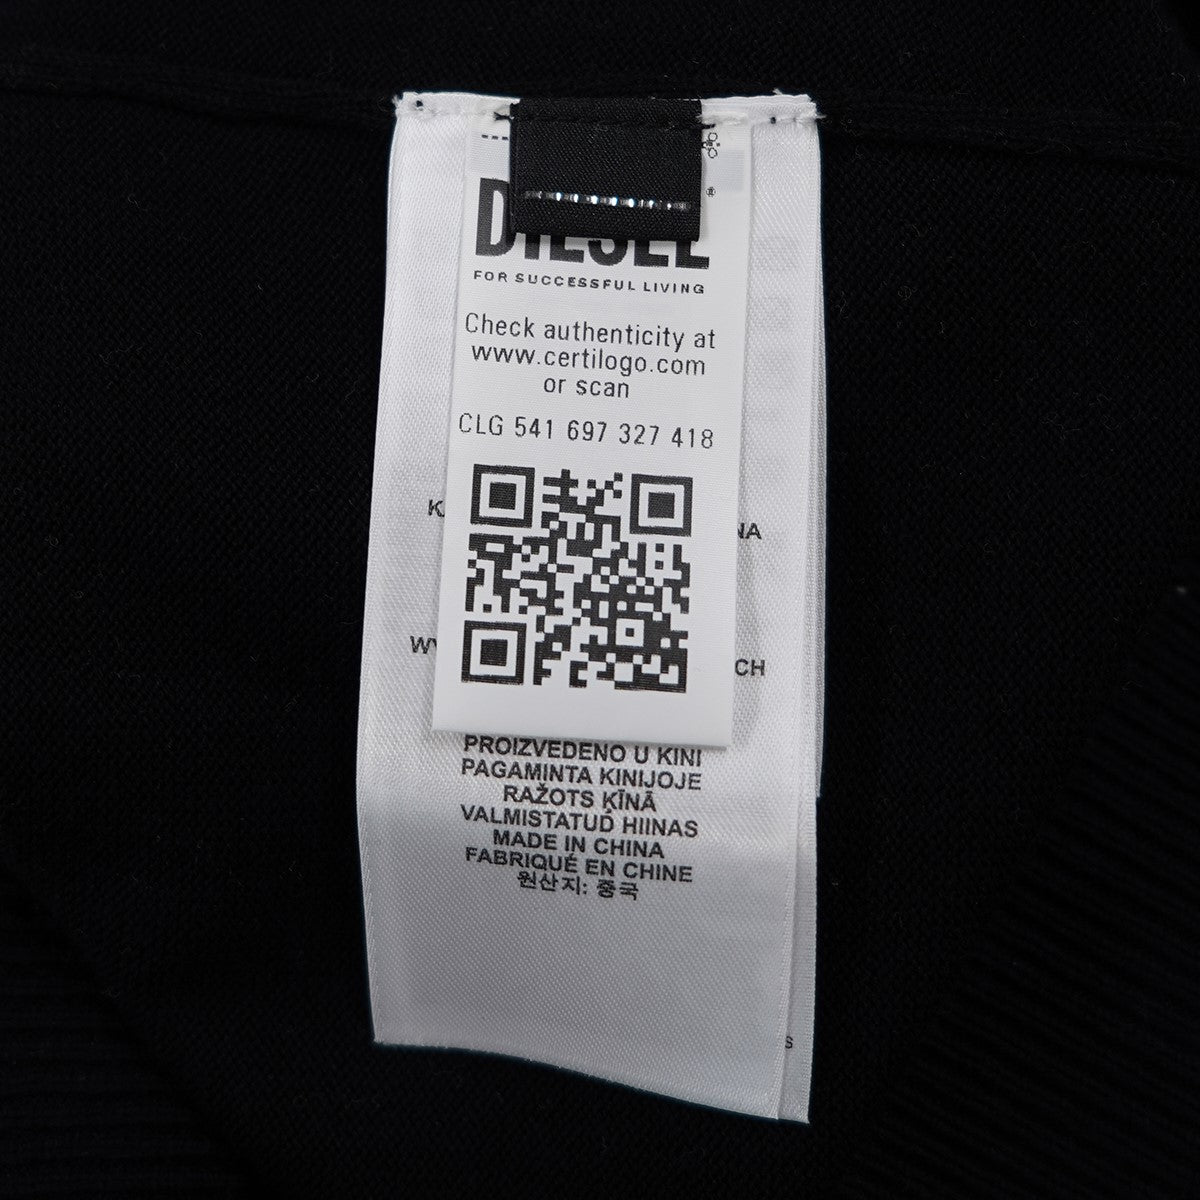 DIESEL
FOR SUCCESSFUL LIVING
Check authenticity at
www.certilogo.com
or scan
CLG 541 697 327 418
PROIZVEDENO U KINI
PAGAMINTA KINIJOJE
RAŽOTS ĶĪNĀ
VALMISTATUD HIINAS
MADE IN CHINA
FABRIQUÉ EN CHINE
원산지: 중국